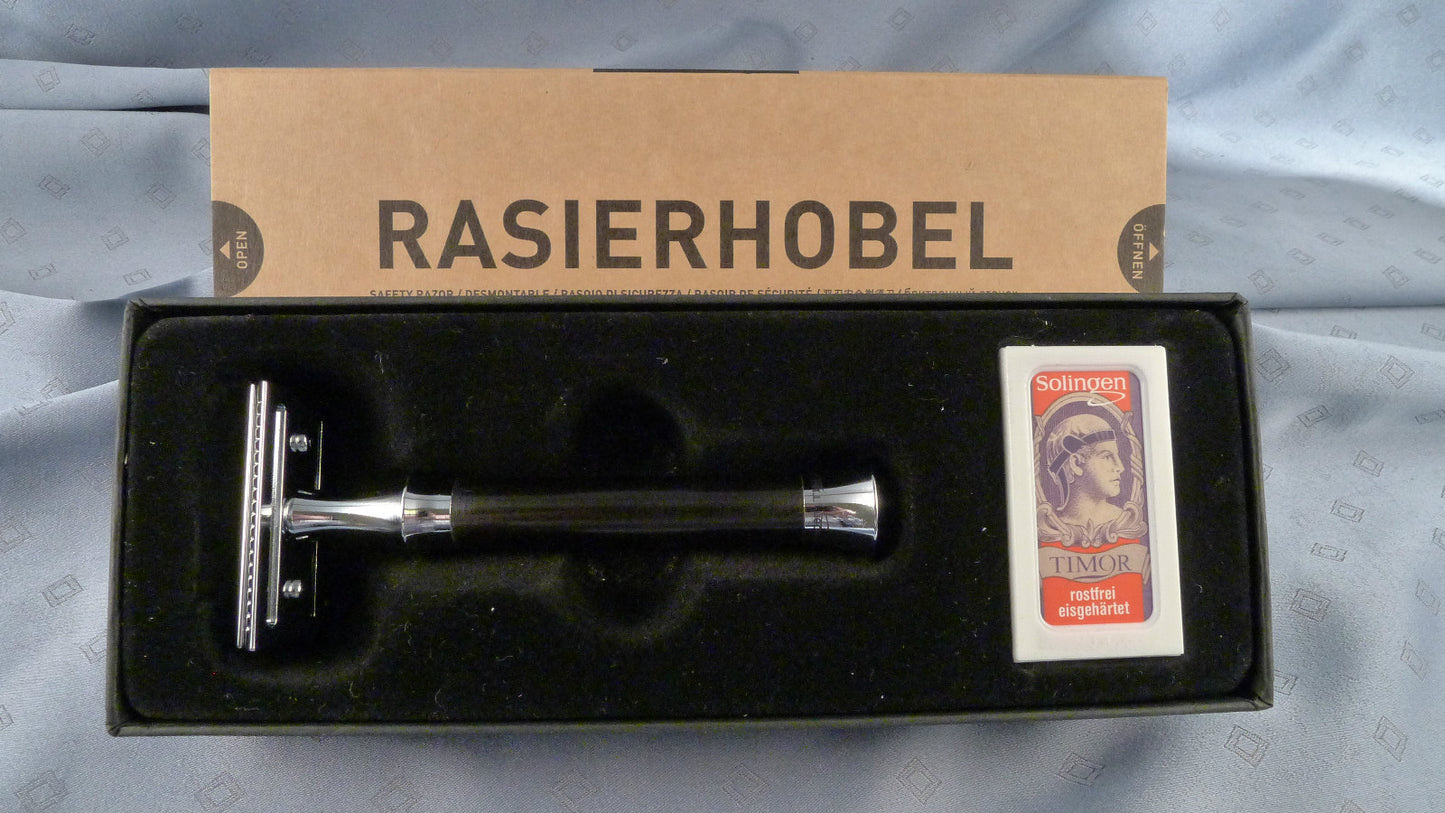 RASIERHOBEL
OPEN
ÖFFNEN
SAFETY RAZOR / DESMONTABLE / RASOIO DI SICUREZZA / RASOIR DE SÉCURITÉ /
Solingen
TIMOR
rostfrei
eisgehärtet